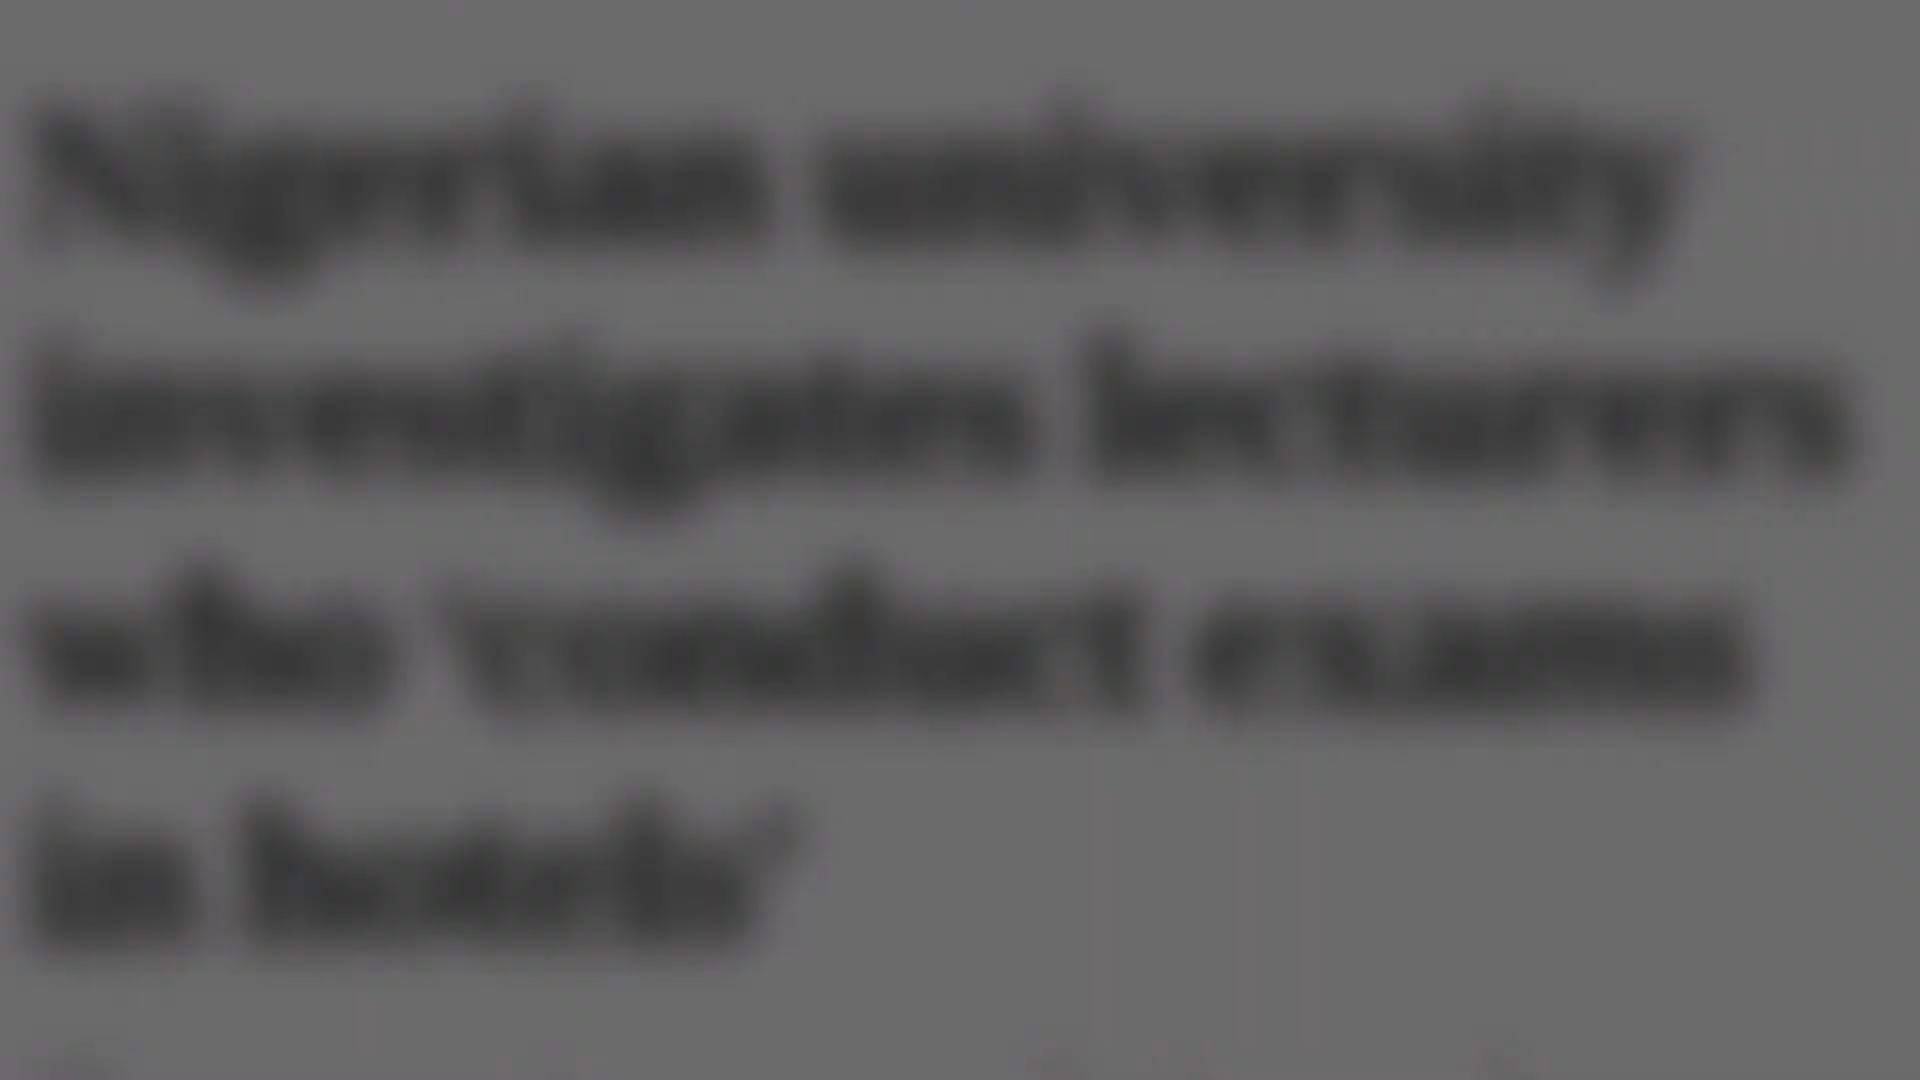 Nigerian university
investigates lecturers
who 'conduct exams
in hotels'